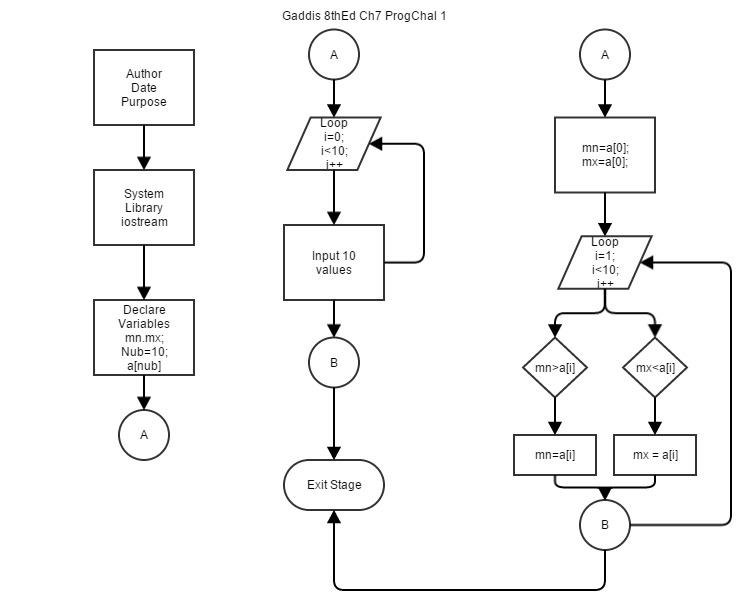 Gaddis 8thEd Ch7 ProgChal 1
Author
Date
Purpose
System
Library
iostream
Declare
Variables
mn.mx;
Nub=10;
a[nub]
A
A
Loop
i=0;
i<10;
i++
Input 10
values
B
Exit Stage
A
mn=a[0];
mx=a[0];
Loop
i=1;
i<10;
i++
mn>a[i]
mx<a[i]
mn=a[i]
mx = a[i]
B